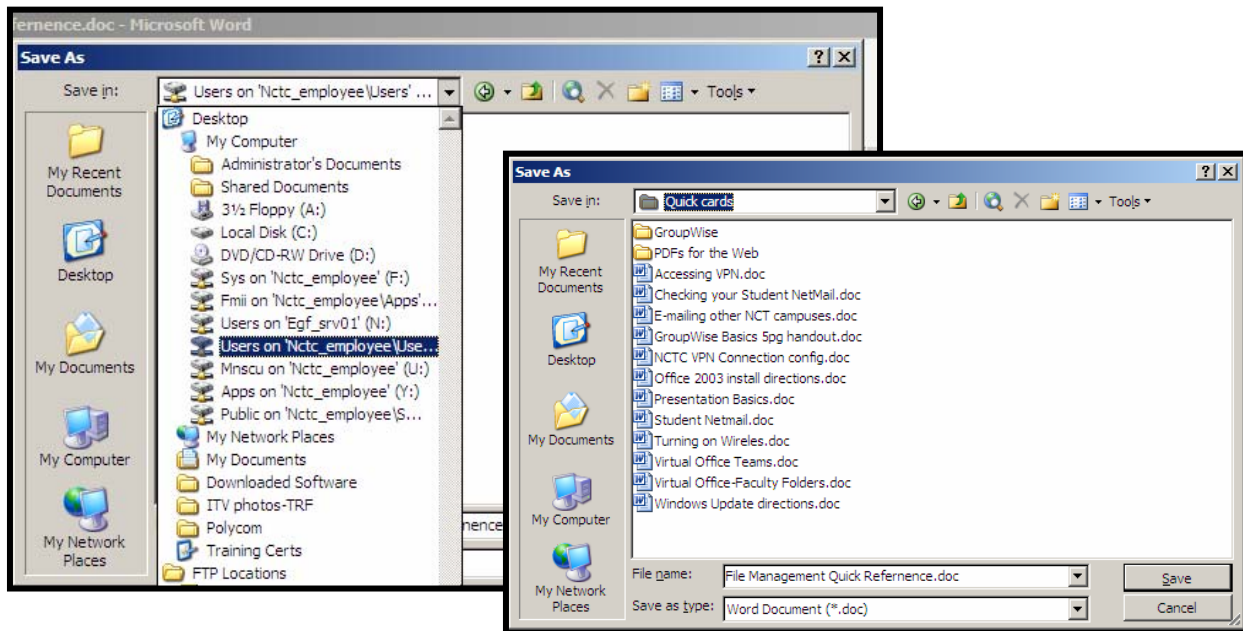 fernence.doc - Microsoft Word
Save As
Save in:
Users on 'Nctc_employee\Users' ...
Tools
My Recent
Documents
Desktop
My Documents
My Computer
My Network
Places
Desktop
My Computer
Administrator's Documents
Shared Documents
3½ Floppy (A:)
Local Disk (C:)
DVD/CD-RW Drive (D:)
Sys on 'Nctc_employee' (F:)
Fmii on 'Nctc_employee\Apps'...
Users on 'Egf_srv01' (N:)
Users on 'Nctc_employee\Use...
Mnscu on 'Nctc_employee' (U:)
Apps on 'Nctc_employee' (Y:)
Public on 'Nctc_employee\S...
My Network Places
My Documents
Downloaded Software
ITV photos-TRF
Polycom
Training Certs
FTP Locations
nence
Save As
Save in:
Quick cards
Tools
My Recent
Documents
Desktop
My Documents
My Computer
My Network
Places
GroupWise
PDFs for the Web
Accessing VPN.doc
Checking your Student NetMail.doc
E-mailing other NCT campuses.doc
GroupWise Basics 5pg handout.doc
NCTC VPN Connection config.doc
Office 2003 install directions.doc
Presentation Basics.doc
Student Netmail.doc
Turning on Wireles.doc
Virtual Office Teams.doc
Virtual Office-Faculty Folders.doc
Windows Update directions.doc
File name:
File Management Quick Refernence.doc
Save
Save as type:
Word Document (*.doc)
Cancel